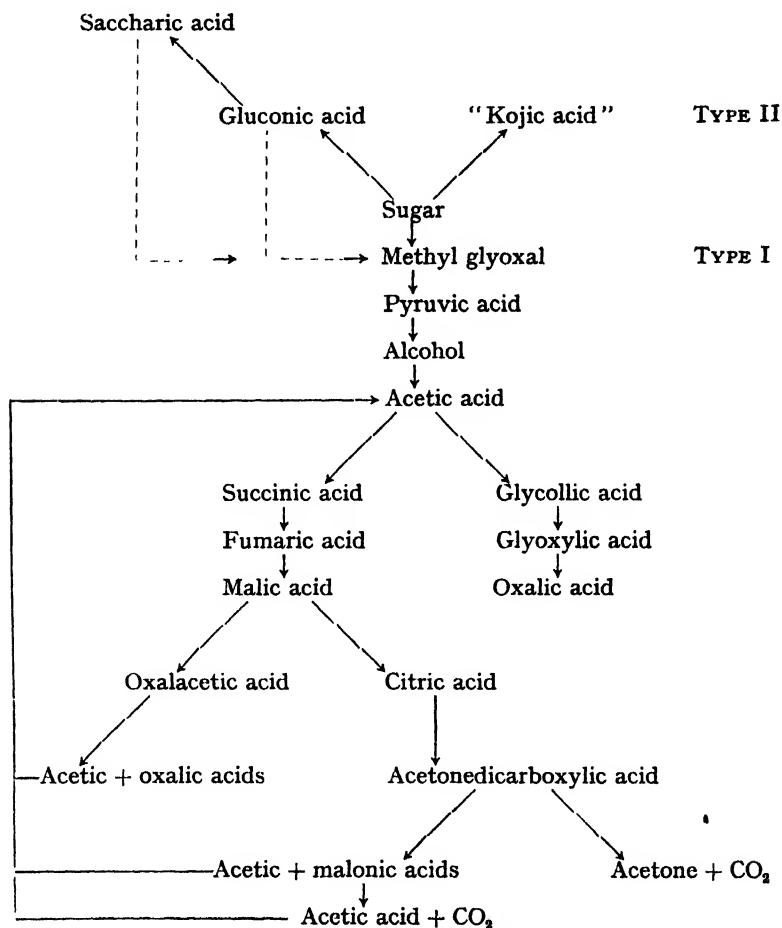 Saccharic acid
Gluconic acid "Kojic acid" TYPE II
Sugar
Methyl glyoxal TYPE I
Pyruvic acid
Alcohol
Acetic acid
Succinic acid Glycollic acid
Fumaric acid Glyoxylic acid
Malic acid Oxalic acid
Oxalacetic acid Citric acid
Acetic + oxalic acids Acetonedicarboxylic acid
Acetic + malonic acids Acetone + CO₂
Acetic acid + CO₂